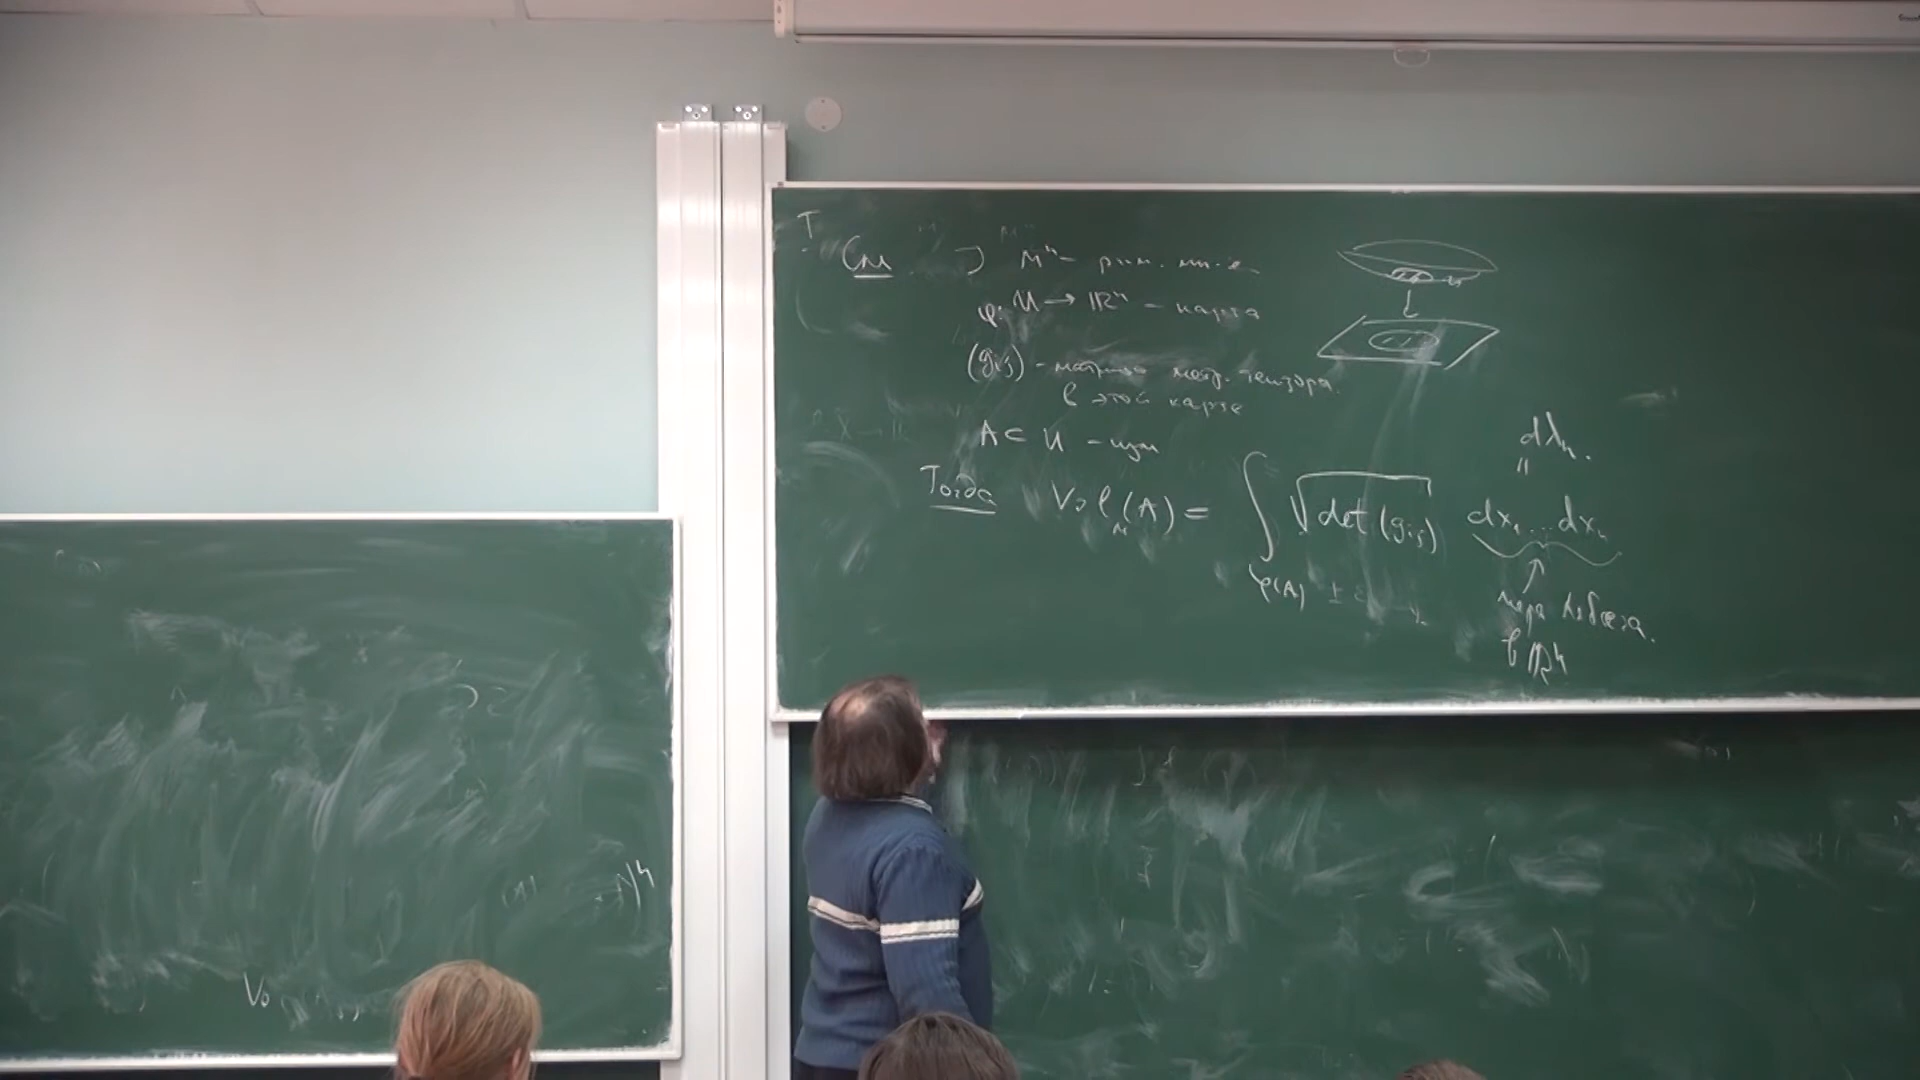 Сл ⊐ Mⁿ – рим. мн-е.
φ: U → ℝⁿ – карта
(gᵢⱼ) – матрица метр. тензора
в этой карте
A ⊂ U – изм
dλₙ.
"
Тогда Vol_M(A) = ∫_{φ(A)} √det(gᵢⱼ) dx₁...dxₙ
↑
мера Лебега.
в ℝⁿ
Vo